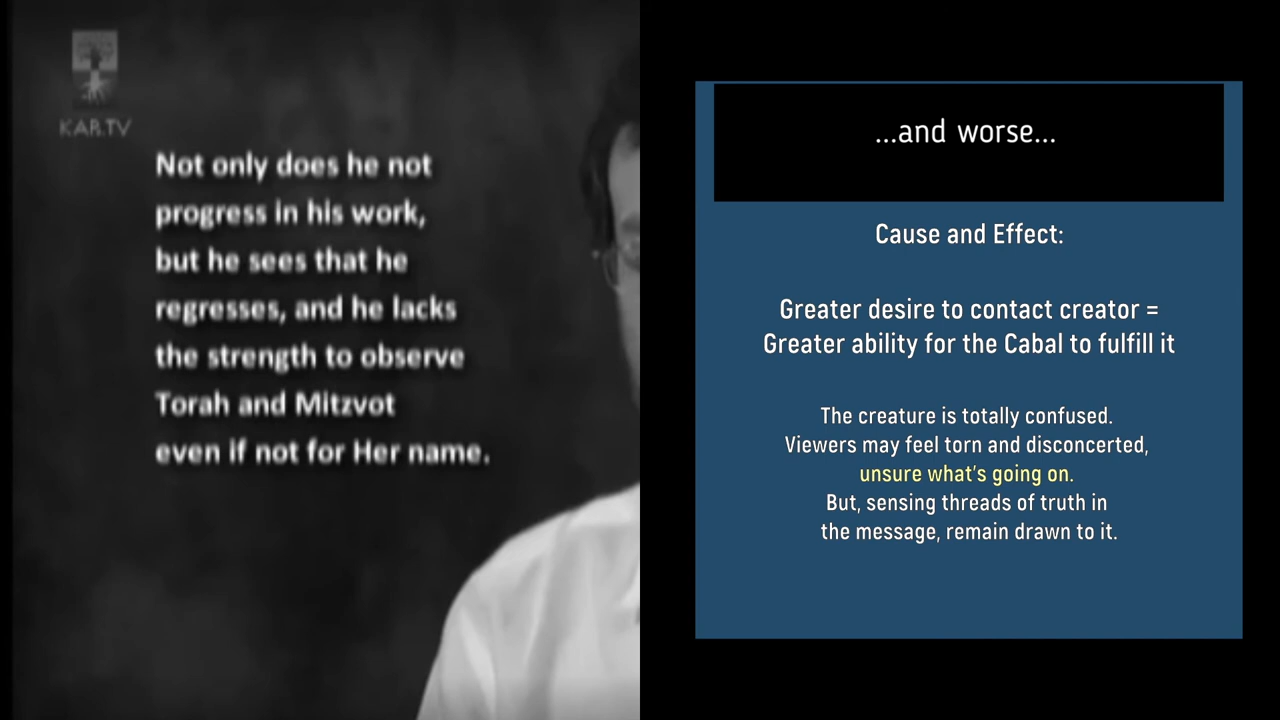 KAB.TV
Not only does he not
progress in his work,
but he sees that he
regresses, and he lacks
the strength to observe
Torah and Mitzvot
even if not for Her name.
...and worse...
Cause and Effect:
Greater desire to contact creator =
Greater ability for the Cabal to fulfill it
The creature is totally confused.
Viewers may feel torn and disconcerted,
unsure what's going on.
But, sensing threads of truth in
the message, remain drawn to it.